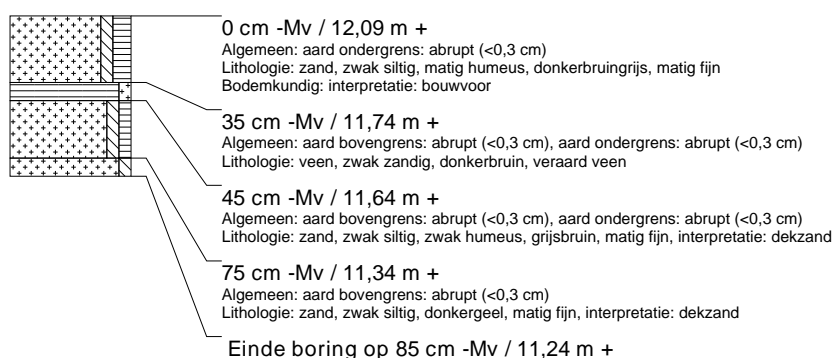 0 cm -Mv / 12,09 m +
Algemeen: aard ondergrens: abrupt (<0,3 cm)
Lithologie: zand, zwak siltig, matig humeus, donkerbruingrijs, matig fijn
Bodemkundig: interpretatie: bouwvoor
35 cm -Mv / 11,74 m +
Algemeen: aard bovengrens: abrupt (<0,3 cm), aard ondergrens: abrupt (<0,3 cm)
Lithologie: veen, zwak zandig, donkerbruin, veraard veen
45 cm -Mv / 11,64 m +
Algemeen: aard bovengrens: abrupt (<0,3 cm), aard ondergrens: abrupt (<0,3 cm)
Lithologie: zand, zwak siltig, zwak humeus, grijsbruin, matig fijn, interpretatie: dekzand
75 cm -Mv / 11,34 m +
Algemeen: aard bovengrens: abrupt (<0,3 cm)
Lithologie: zand, zwak siltig, donkergeel, matig fijn, interpretatie: dekzand
Einde boring op 85 cm -Mv / 11,24 m +